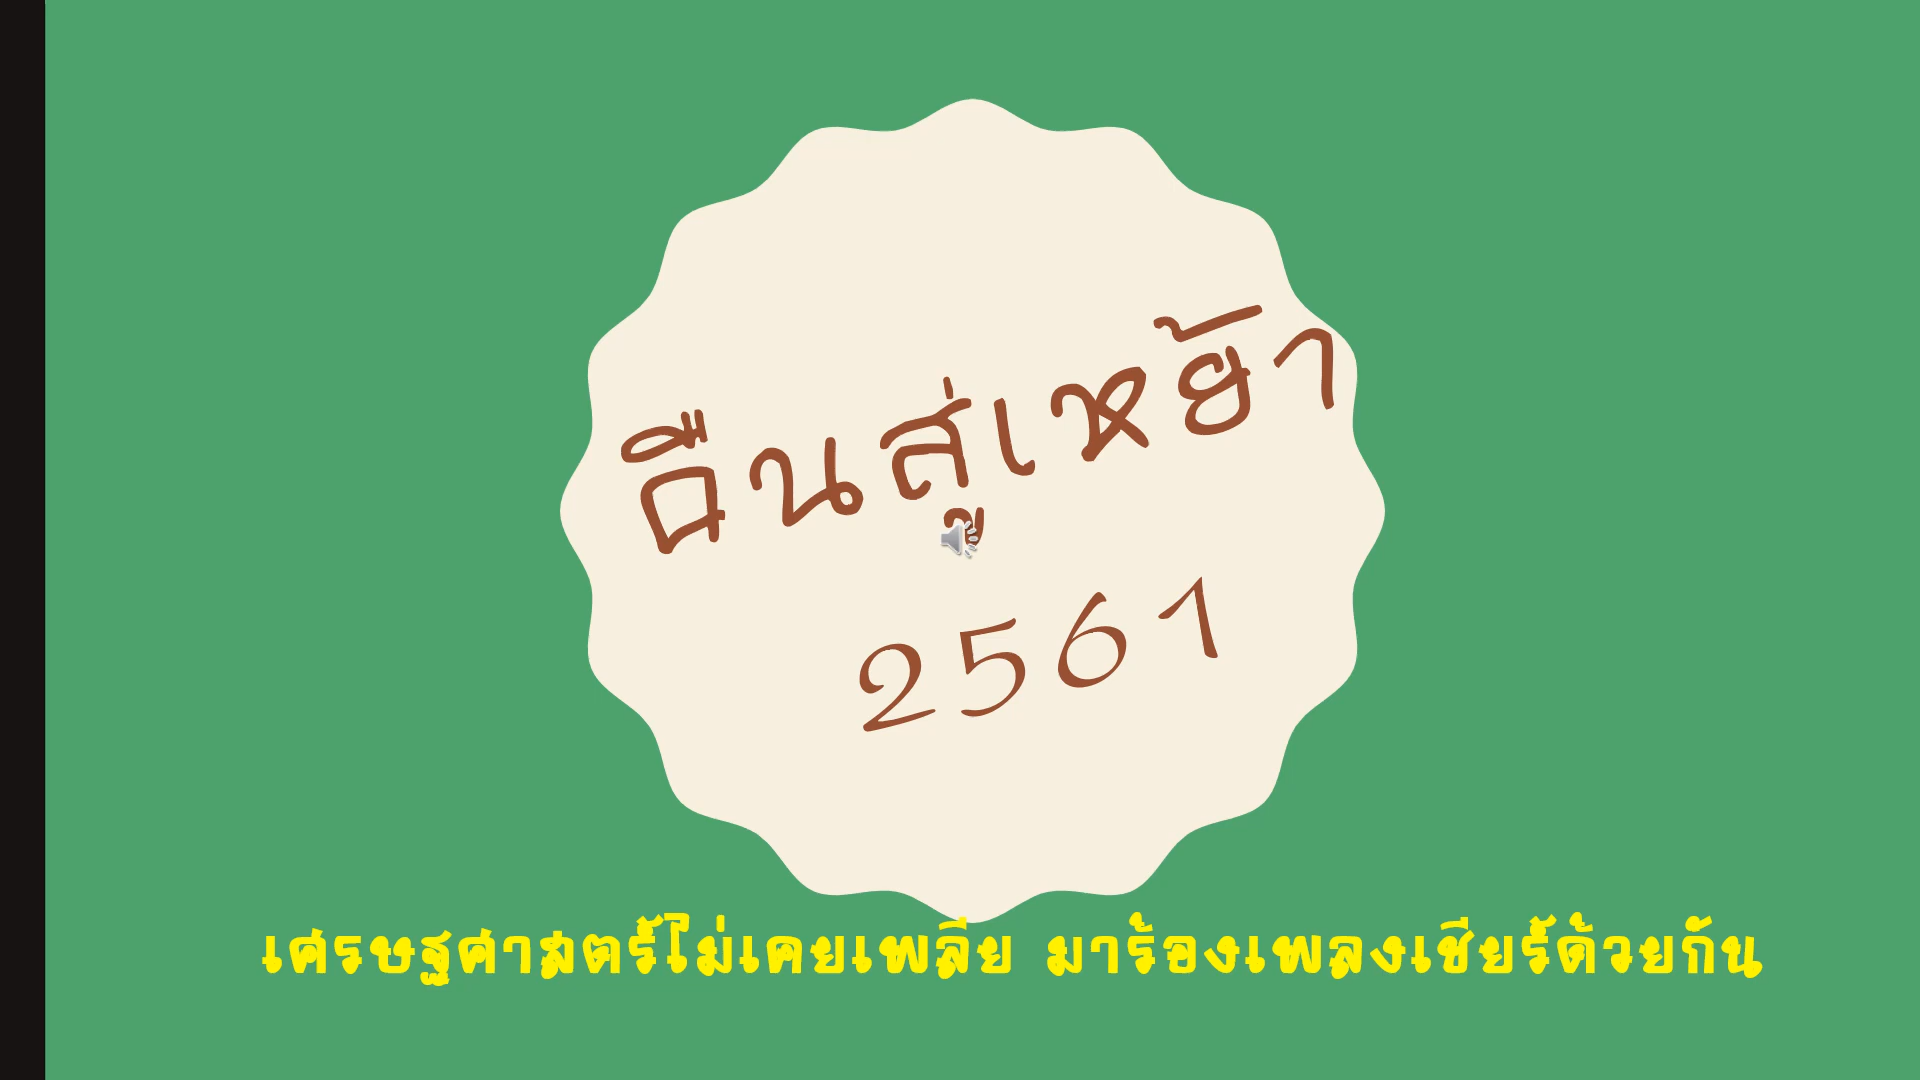 คืนสู่เหย้า
2561
เศรษฐศาสตร์ไม่เคยเพลีย มาร้องเพลงเชียร์ด้วยกัน